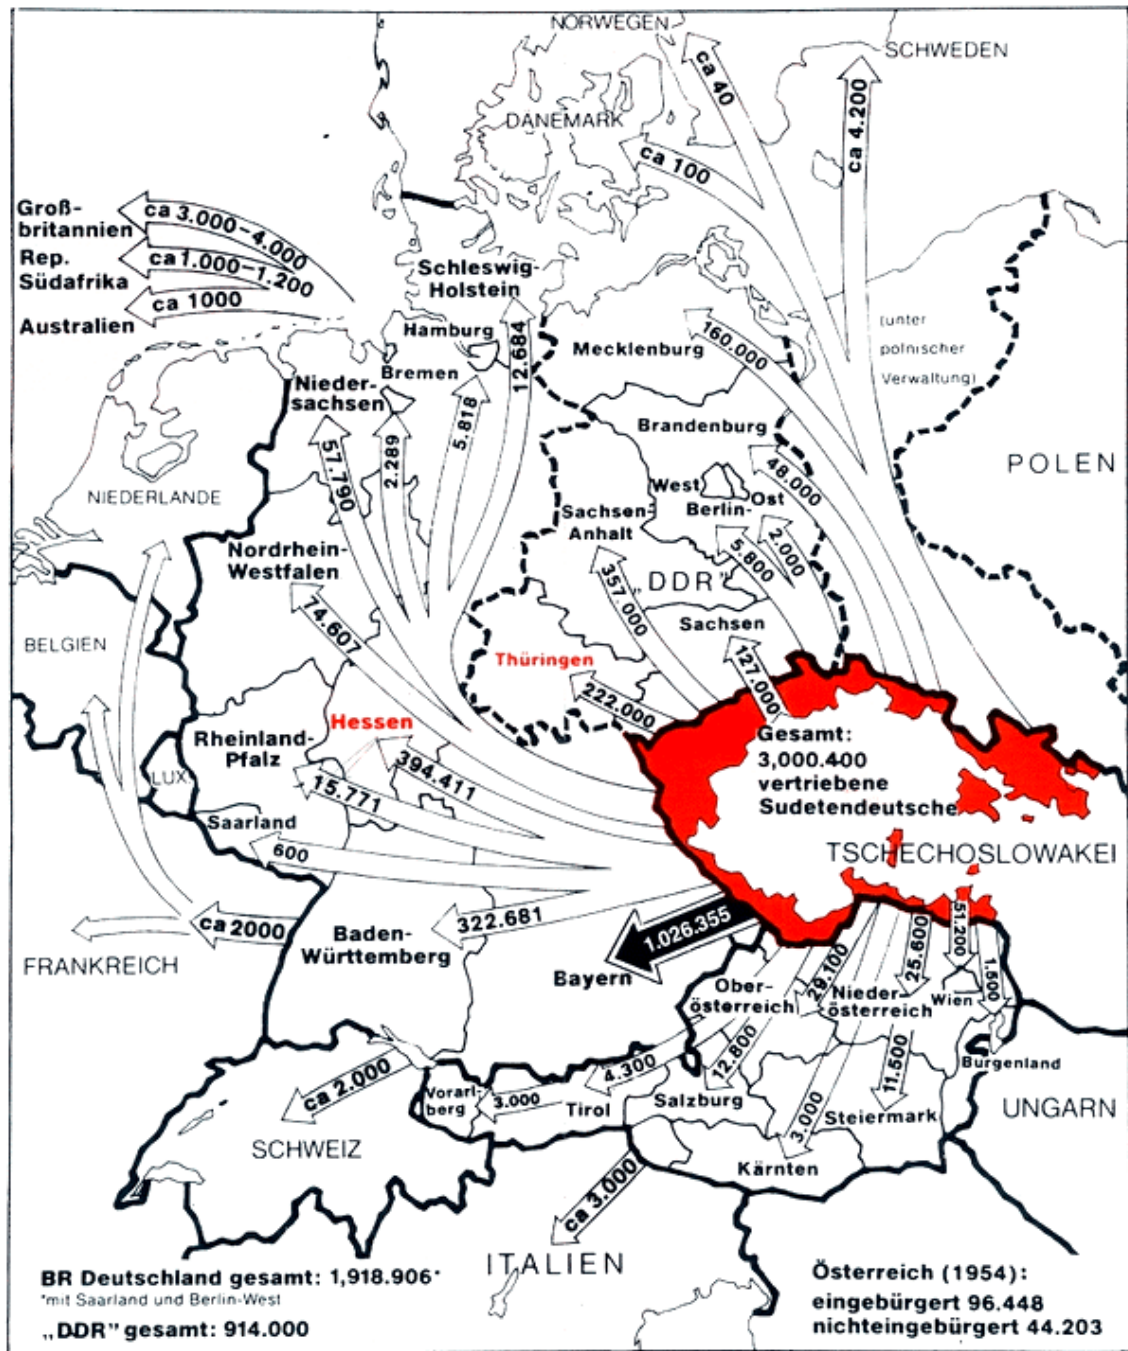 NORWEGEN
SCHWEDEN
ca 40
DÄNEMARK
ca 4.200
ca 100
Groß-
britannien
ca 3.000–4.000
Rep.
Südafrika
ca 1.000–1.200
Australien
ca 1000
Schleswig-
Holstein
Hamburg
12.684
Mecklenburg
160.000
(unter
polnischer
Verwaltung)
Bremen
Nieder-
sachsen
5.818
2.289
57.790
Brandenburg
48.000
POLEN
NIEDERLANDE
West
Ost
Berlin-
Sachsen-
Anhalt
5.800
2.000
Nordrhein-
Westfalen
357.000
„DDR”
74.607
BELGIEN
Sachsen
Thüringen
127.000
222.000
Hessen
Rheinland-
Pfalz
394.411
LUX
15.771
Gesamt:
3,000.400
vertriebene
Sudetendeutsche
Saarland
600
TSCHECHOSLOWAKEI
322.681
ca 2000
Baden-
Württemberg
1.026.355
FRANKREICH
Bayern
51.200
25.600
29.100
1.500
Ober-
österreich
Nieder-
österreich
Wien
12.800
4.300
11.500
Burgenland
ca 2.000
Vorarl-
berg
3.000
Tirol
Salzburg
3.000
Steiermark
UNGARN
SCHWEIZ
Kärnten
ca 3.000
ITALIEN
BR Deutschland gesamt: 1,918.906*
*mit Saarland und Berlin-West
„DDR” gesamt: 914.000
Österreich (1954):
eingebürgert 96.448
nichteingebürgert 44.203